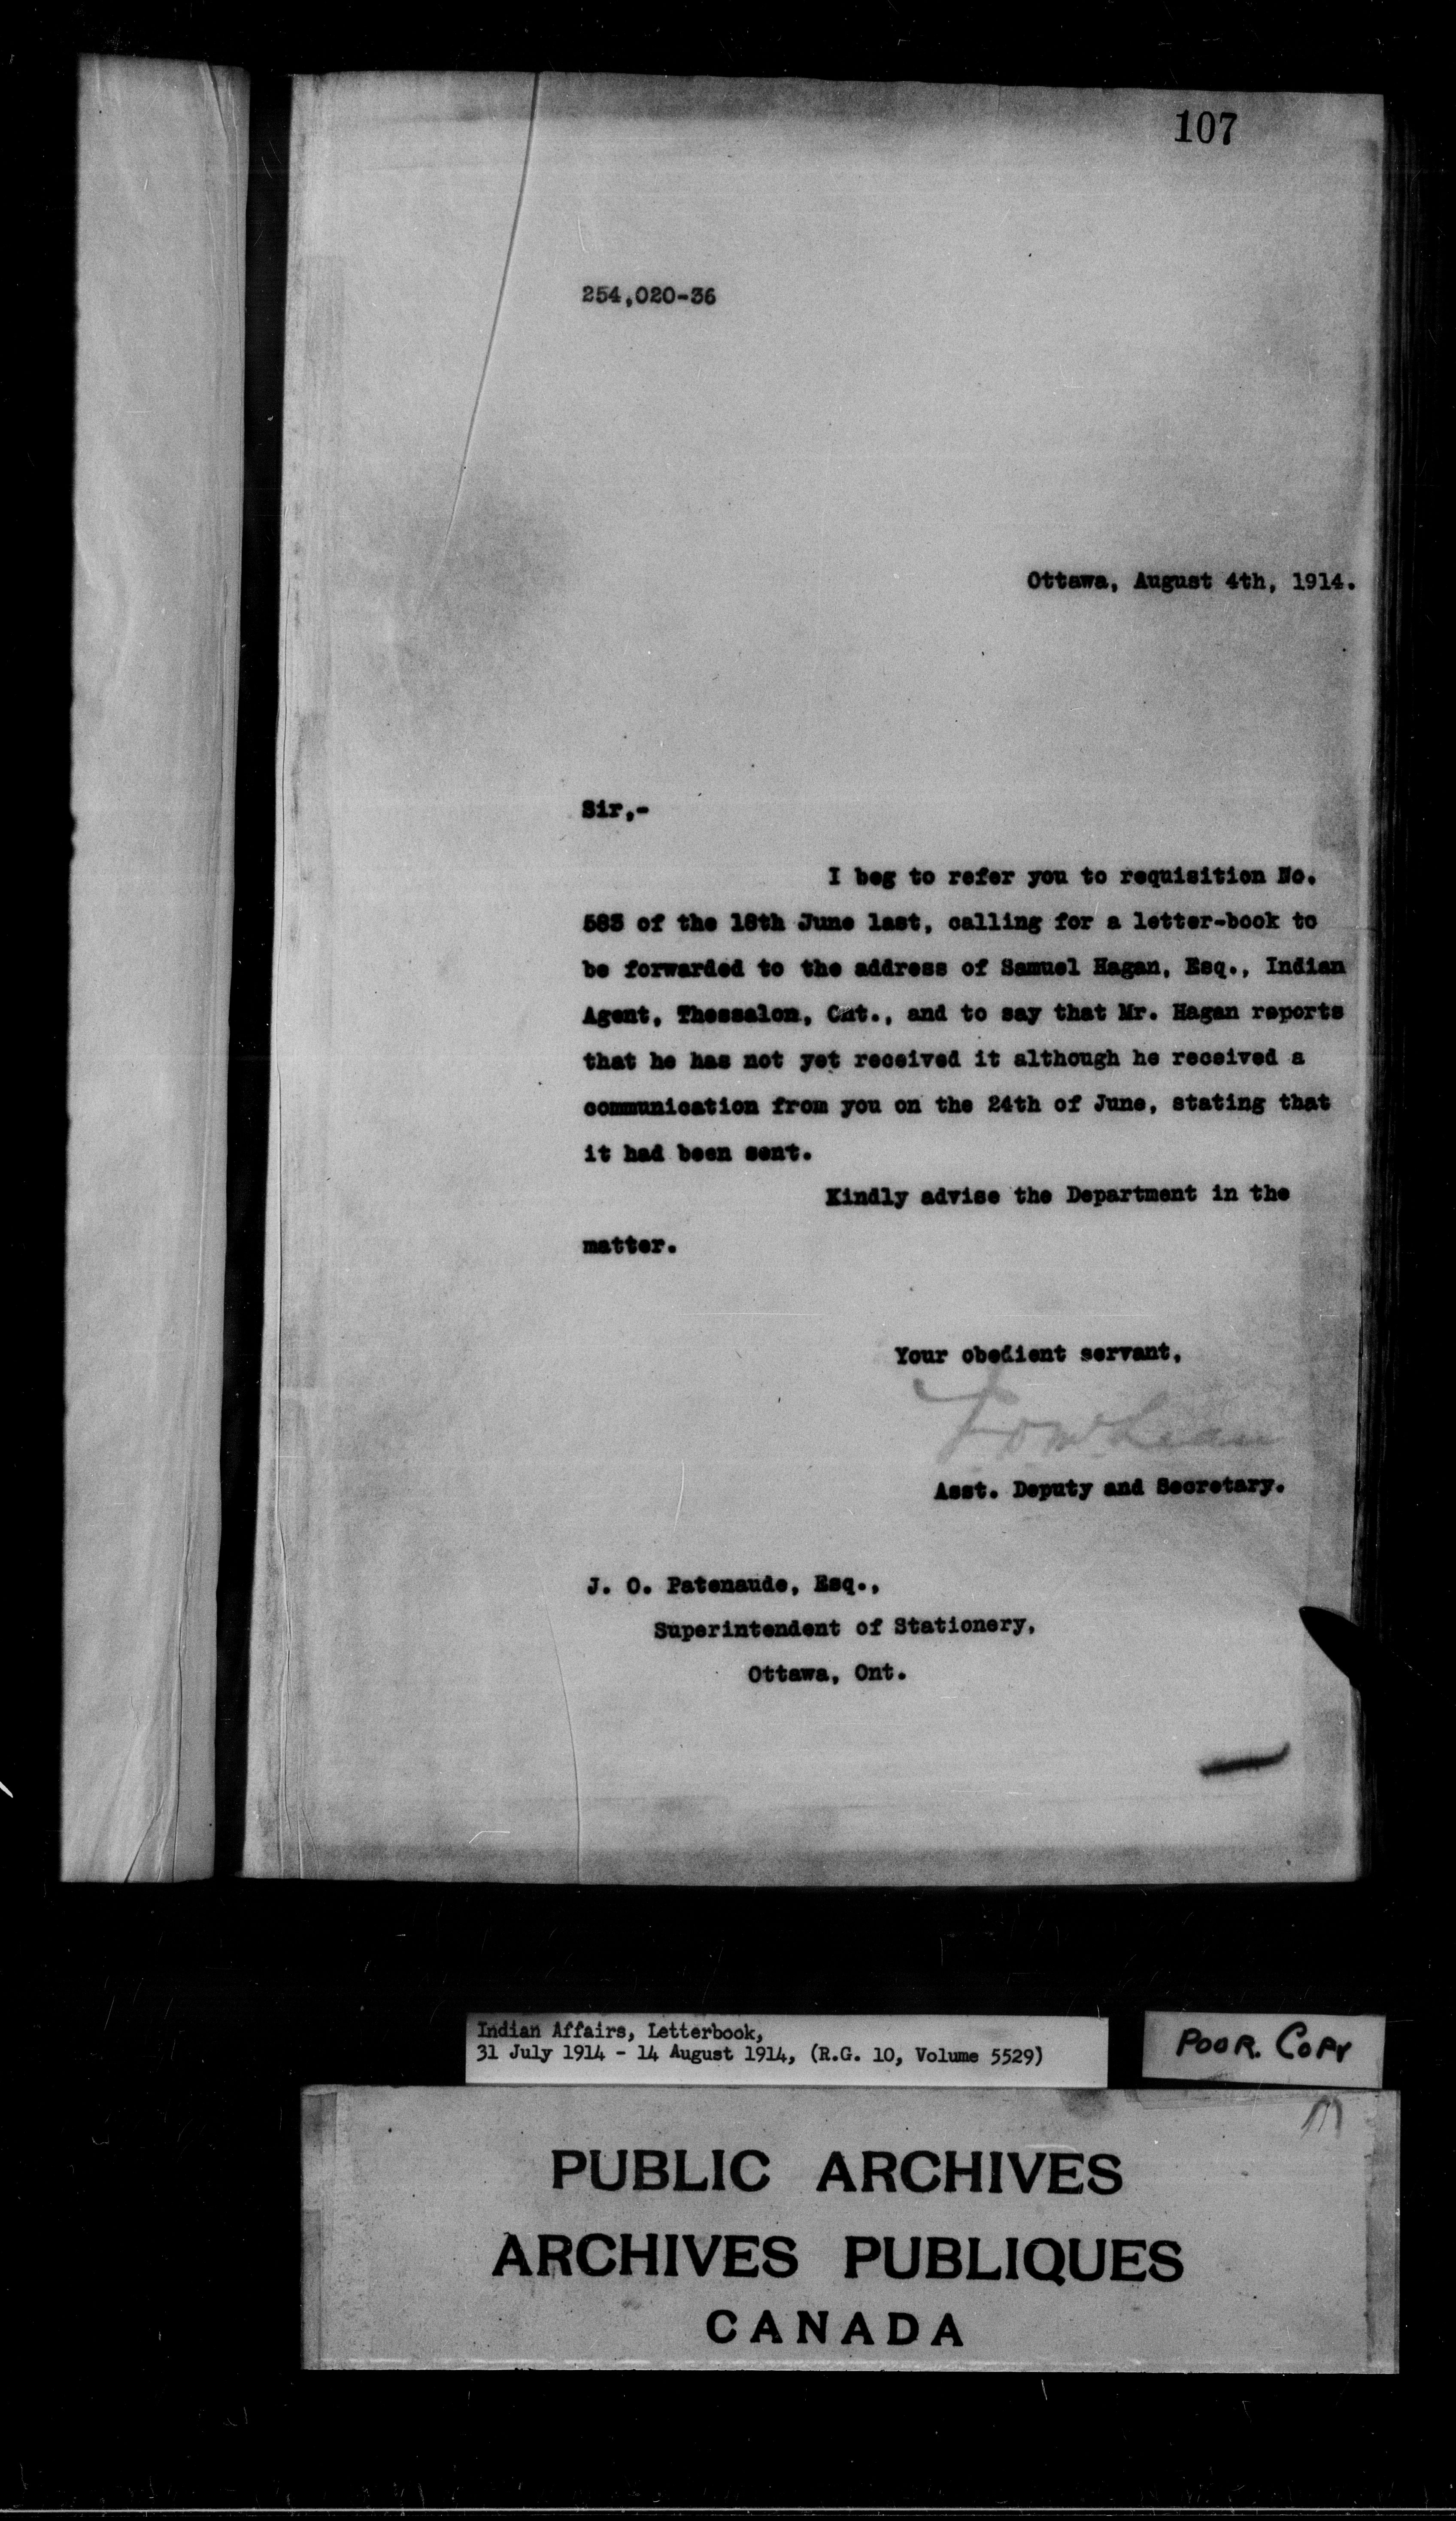 107
254,020-36
Ottawa, August 4th, 1914.
Sir,-
I beg to refer you to requisition No.
583 of the 18th June last, calling for a letter-book to
be forwarded to the address of Samuel Hagan, Esq., Indian
Agent, Thessalon, Ont., and to say that Mr. Hagan reports
that he has not yet received it although he received a
communication from you on the 24th of June, stating that
it had been sent.
Kindly advise the Department in the
matter.
Your obedient servant,
Asst. Deputy and Secretary.
J. O. Patenaude, Esq.,
Superintendent of Stationery,
Ottawa, Ont.
Indian Affairs, Letterbook,
31 July 1914 - 14 August 1914, (R.G. 10, Volume 5529)
POOR. COPY
PUBLIC ARCHIVES
ARCHIVES PUBLIQUES
CANADA